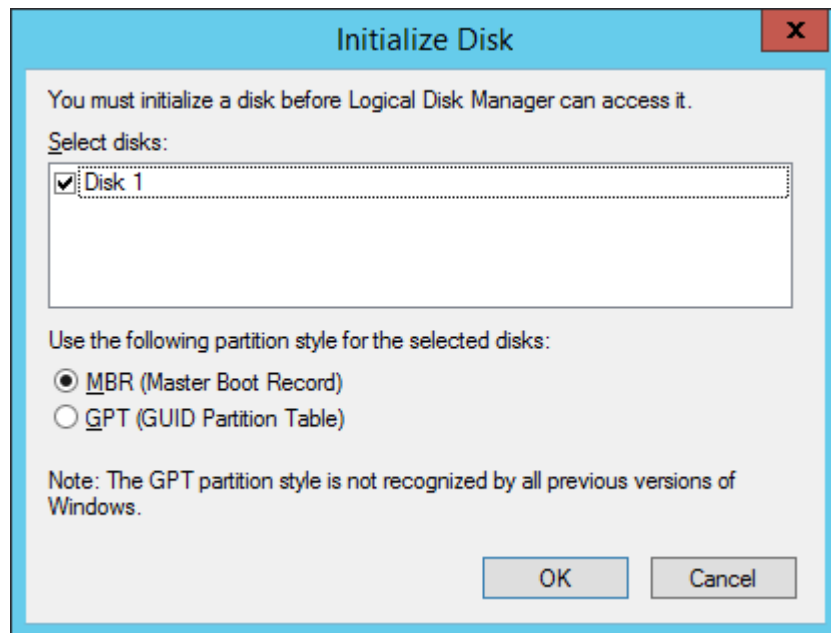 Initialize Disk
x
You must initialize a disk before Logical Disk Manager can access it.
Select disks:
Disk 1
Use the following partition style for the selected disks:
MBR (Master Boot Record)
GPT (GUID Partition Table)
Note: The GPT partition style is not recognized by all previous versions of
Windows.
OK Cancel